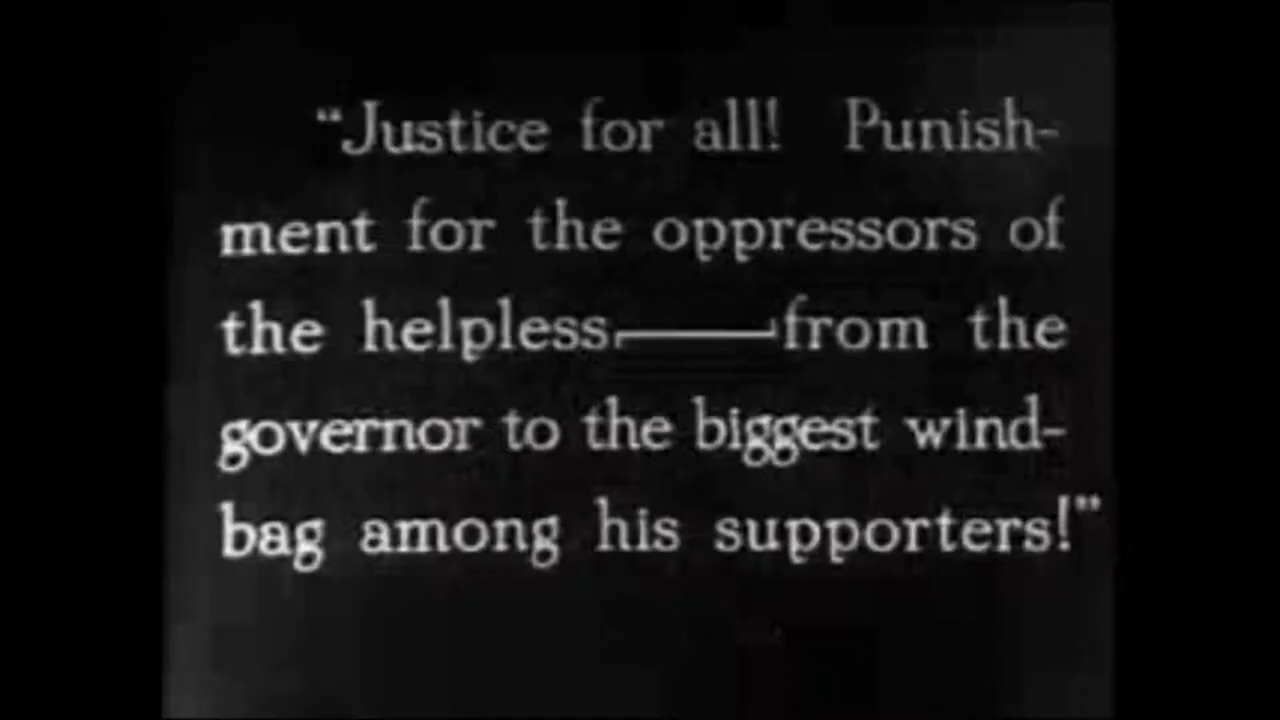 “Justice for all! Punish-
ment for the oppressors of
the helpless——from the
governor to the biggest wind-
bag among his supporters!”